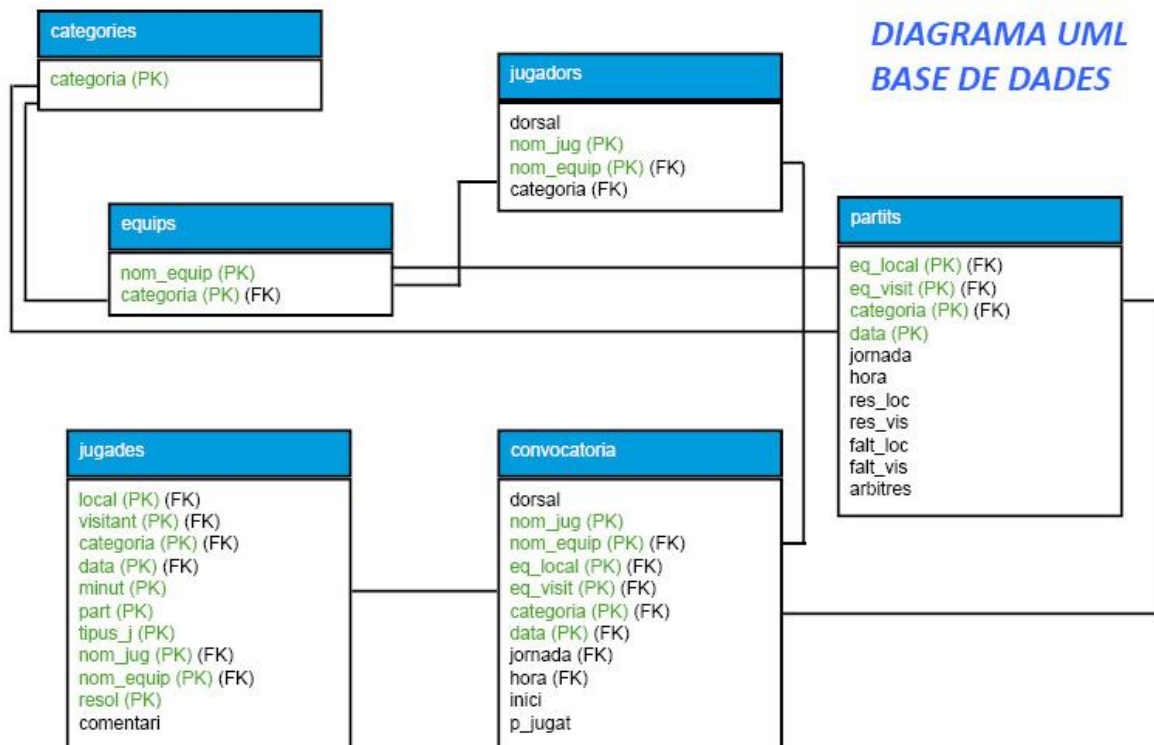 DIAGRAMA UML
BASE DE DADES
categories
categoria (PK)
jugadors
dorsal
nom_jug (PK)
nom_equip (PK) (FK)
categoria (FK)
equips
nom_equip (PK)
categoria (PK) (FK)
partits
eq_local (PK) (FK)
eq_visit (PK) (FK)
categoria (PK) (FK)
data (PK)
jornada
hora
res_loc
res_vis
falt_loc
falt_vis
arbitres
jugades
local (PK) (FK)
visitant (PK) (FK)
categoria (PK) (FK)
data (PK) (FK)
minut (PK)
part (PK)
tipus_j (PK)
nom_jug (PK) (FK)
nom_equip (PK) (FK)
resol (PK)
comentari
convocatoria
dorsal
nom_jug (PK)
nom_equip (PK) (FK)
eq_local (PK) (FK)
eq_visit (PK) (FK)
categoria (PK) (FK)
data (PK) (FK)
jornada (FK)
hora (FK)
inici
p_jugat